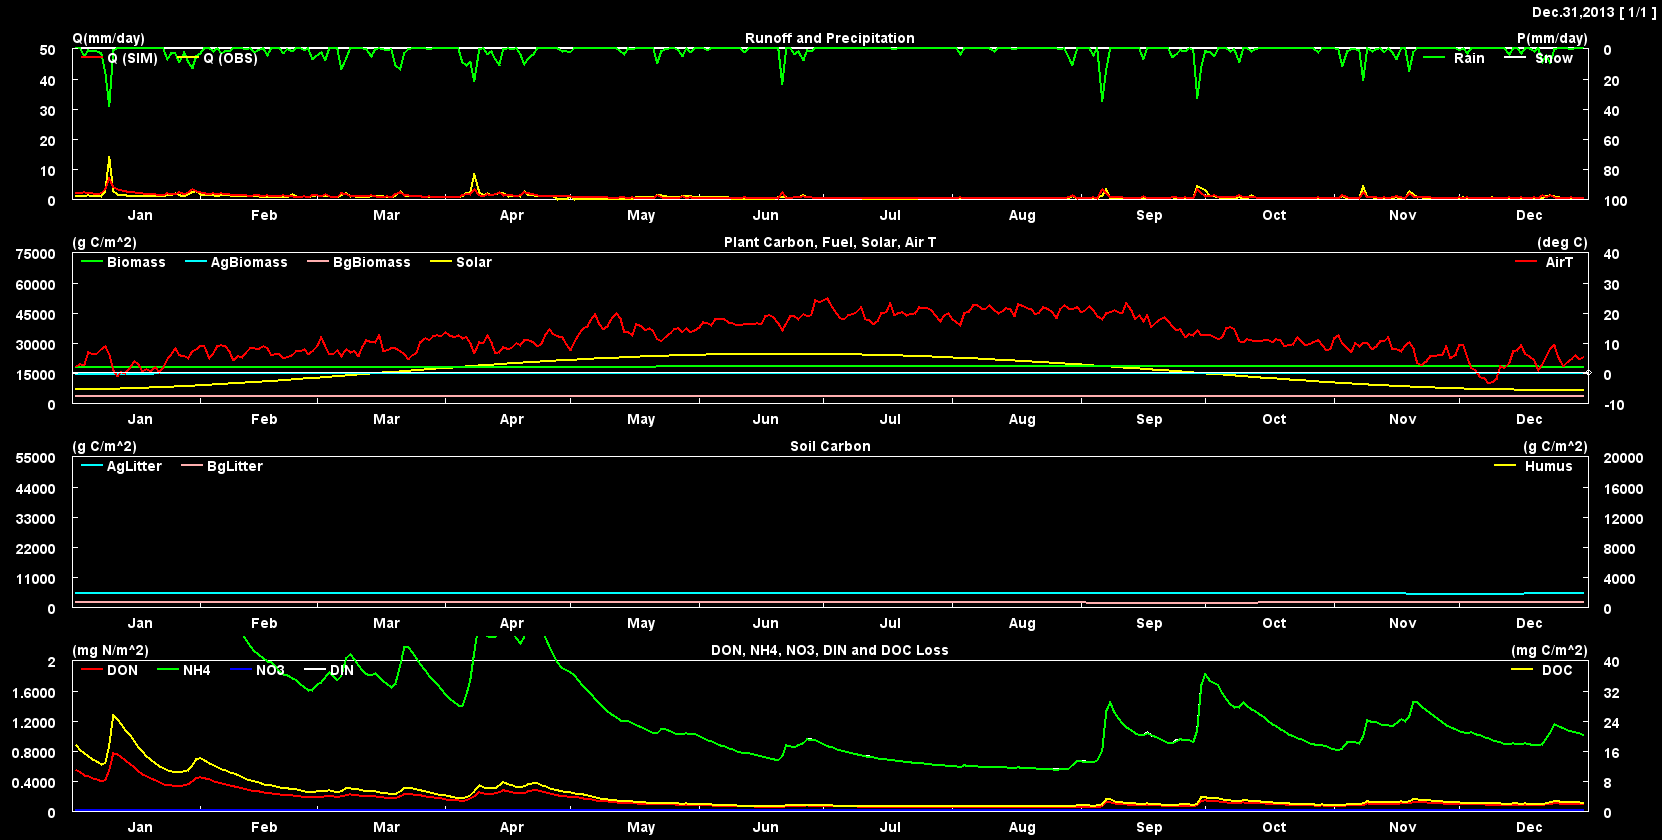 Dec.31,2013 [ 1/1 ]
Q(mm/day) Runoff and Precipitation P(mm/day)
50 0
Q (SIM) Q (OBS) Rain Snow
40 20
30 40
20 60
10 80
0 100
Jan Feb Mar Apr May Jun Jul Aug Sep Oct Nov Dec
(g C/m^2) Plant Carbon, Fuel, Solar, Air T (deg C)
75000 40
Biomass AgBiomass BgBiomass Solar AirT
60000 30
45000 20
30000 10
15000 0
0 -10
Jan Feb Mar Apr May Jun Jul Aug Sep Oct Nov Dec
(g C/m^2) Soil Carbon (g C/m^2)
55000 20000
AgLitter BgLitter Humus
44000 16000
33000 12000
22000 8000
11000 4000
0 0
Jan Feb Mar Apr May Jun Jul Aug Sep Oct Nov Dec
(mg N/m^2) DON, NH4, NO3, DIN and DOC Loss (mg C/m^2)
2 40
DON NH4 NO3 DIN DOC
1.6000 32
1.2000 24
0.8000 16
0.4000 8
0 0
Jan Feb Mar Apr May Jun Jul Aug Sep Oct Nov Dec